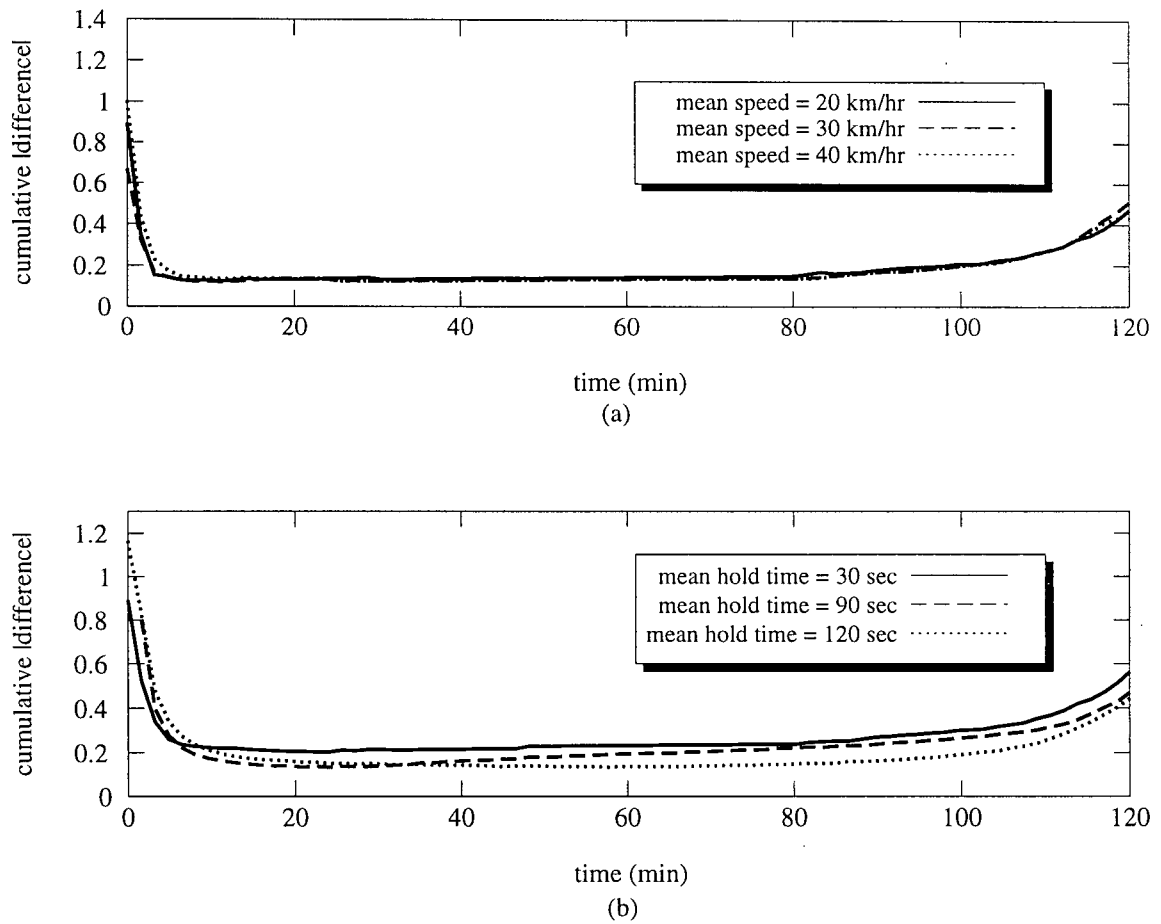 1.4
1.2
1
0.8
0.6
0.4
0.2
0
cumulative |difference|
mean speed = 20 km/hr
mean speed = 30 km/hr
mean speed = 40 km/hr
0 20 40 60 80 100 120
time (min)
(a)
1.2
1
0.8
0.6
0.4
0.2
0
cumulative |difference|
mean hold time = 30 sec
mean hold time = 90 sec
mean hold time = 120 sec
0 20 40 60 80 100 120
time (min)
(b)